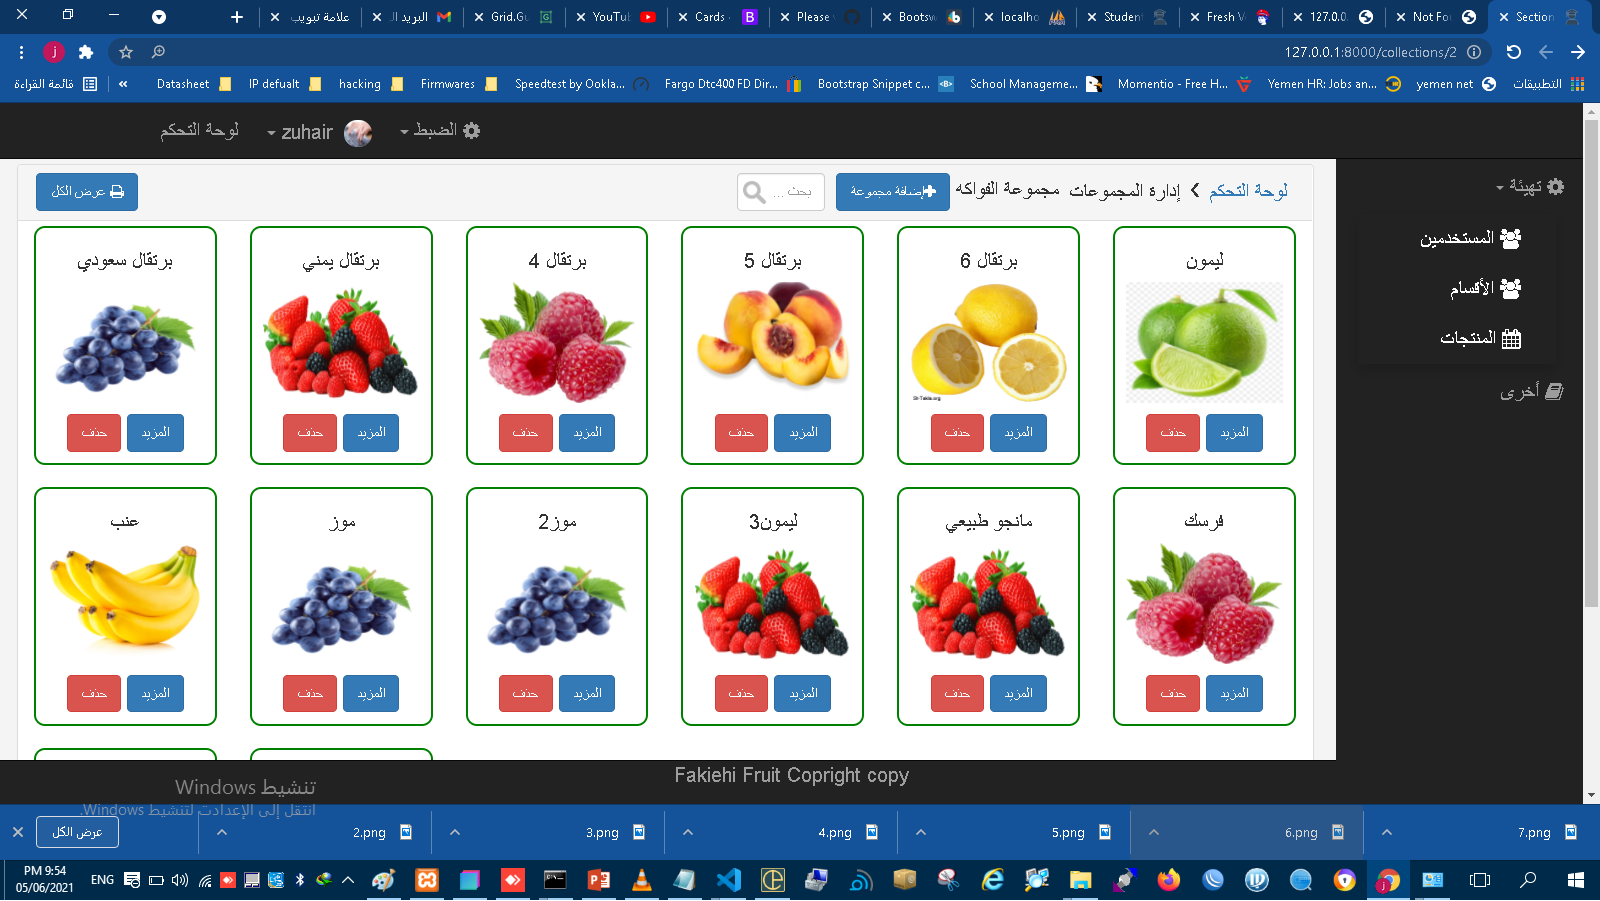 علامة تبويب
البريد الـ
Grid.Gu
YouTub
Cards
Please
Bootsw
localho
Student
Fresh V
127.0.0.
Not Fo
Section
127.0.0.1:8000/collections/2
j
التطبيقات
yemen net
Yemen HR: Jobs an...
Momentio - Free H...
School Manageme...
Bootstrap Snippet c...
Fargo Dtc400 FD Dir...
Speedtest by Ookla...
Firmwares
hacking
IP defualt
Datasheet
قائمة القراءة
الضبط
zuhair
لوحة التحكم
تهيئة
المستخدمين
الأقسام
المنتجات
أخرى
لوحة التحكم
إدارة المجموعات
مجموعة الفواكه
إضافة مجموعة
بحث ...
عرض الكل
ليمون
المزيد حذف
برتقال 6
St-Takla.org
المزيد حذف
برتقال 5
المزيد حذف
برتقال 4
المزيد حذف
برتقال يمني
المزيد حذف
برتقال سعودي
المزيد حذف
فرسك
المزيد حذف
مانجو طبيعي
المزيد حذف
ليمون3
المزيد حذف
موز2
المزيد حذف
موز
المزيد حذف
عنب
المزيد حذف
Fakiehi Fruit Copright copy
تنشيط Windows
انتقل إلى الإعدادات لتنشيط Windows.
7.png
6.png
5.png
4.png
3.png
2.png
عرض الكل
ENG
PM 9:54
05/06/2021